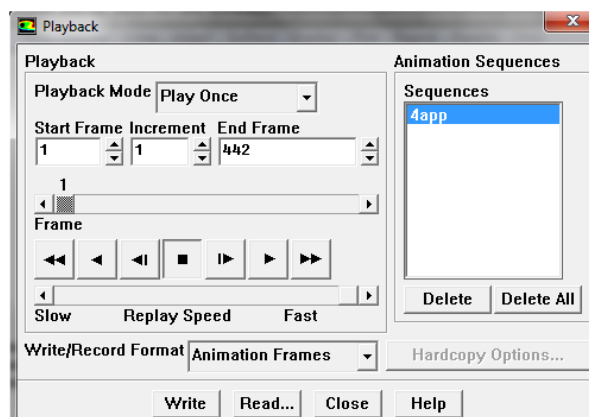 Playback
Playback
Playback Mode Play Once
Start Frame Increment End Frame
1 1 442
1
Frame
Slow Replay Speed Fast
Write/Record Format Animation Frames
Animation Sequences
Sequences
4app
Delete Delete All
Hardcopy Options...
Write Read... Close Help